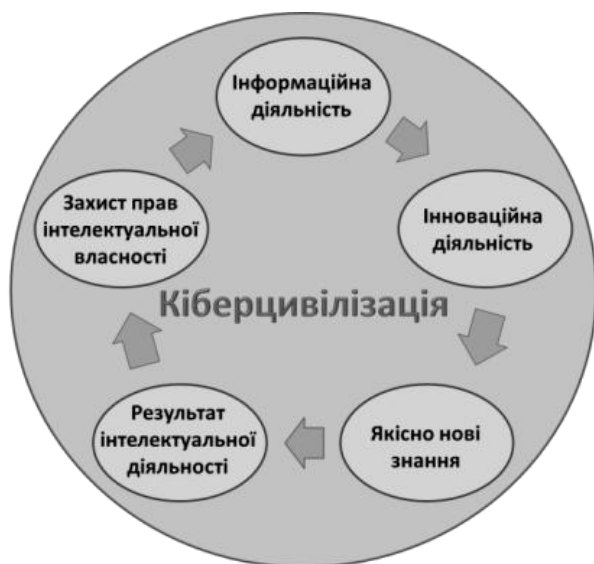 Інформаційна
діяльність
Інноваційна
діяльність
Якісно нові
знання
Результат
інтелектуальної
діяльності
Захист прав
інтелектуальної
власності
Кіберцивілізація